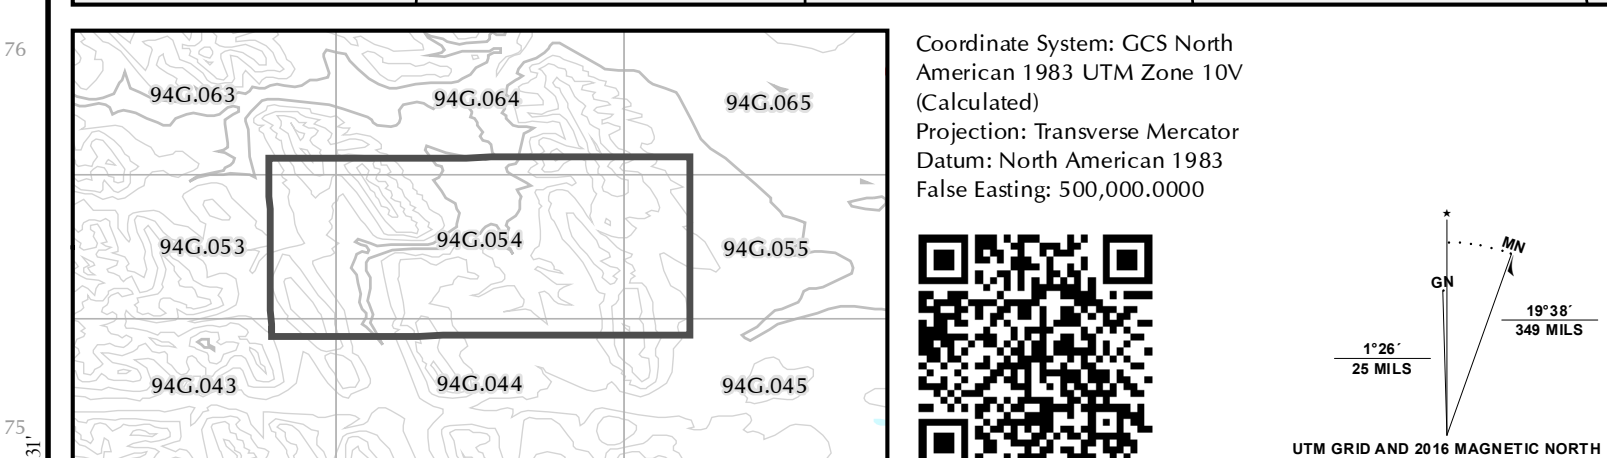 76
94G.063
94G.064
94G.065
94G.053
94G.054
94G.055
94G.043
94G.044
94G.045
75
31'
Coordinate System: GCS North
American 1983 UTM Zone 10V
(Calculated)
Projection: Transverse Mercator
Datum: North American 1983
False Easting: 500,000.0000
MN
GN
19°38´
349 MILS
1°26´
25 MILS
UTM GRID AND 2016 MAGNETIC NORTH